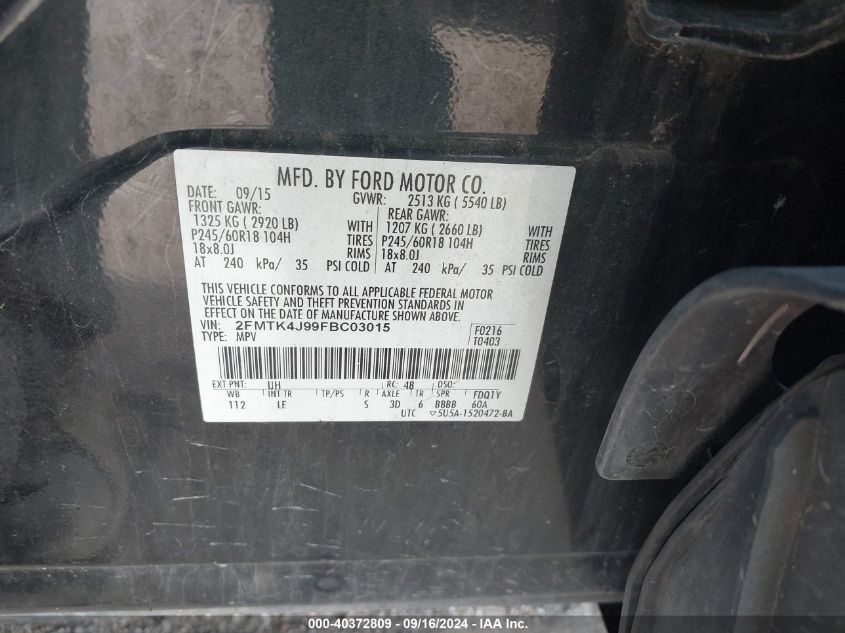 MFD. BY FORD MOTOR CO.
DATE: 09/15 GVWR: 2513 KG ( 5540 LB)
FRONT GAWR: REAR GAWR:
1325 KG ( 2920 LB) WITH 1207 KG ( 2660 LB) WITH
P245/60R18 104H TIRES P245/60R18 104H TIRES
18x8.0J RIMS 18x8.0J RIMS
AT 240 kPa/ 35 PSI COLD AT 240 kPa/ 35 PSI COLD
THIS VEHICLE CONFORMS TO ALL APPLICABLE FEDERAL MOTOR
VEHICLE SAFETY AND THEFT PREVENTION STANDARDS IN
EFFECT ON THE DATE OF MANUFACTURE SHOWN ABOVE.
VIN: 2FMTK4J99FBC03015 F0216
TYPE: MPV T0403
EXT PNT: UH RC: 48 DSO:
WB INT TR TP/PS R AXLE TR SPR FDQTY
112 LE S 3D 6 BBBB 60A
UTC ▽5U5A-1520472-BA
000-40372809 - 09/16/2024 - IAAI.COM